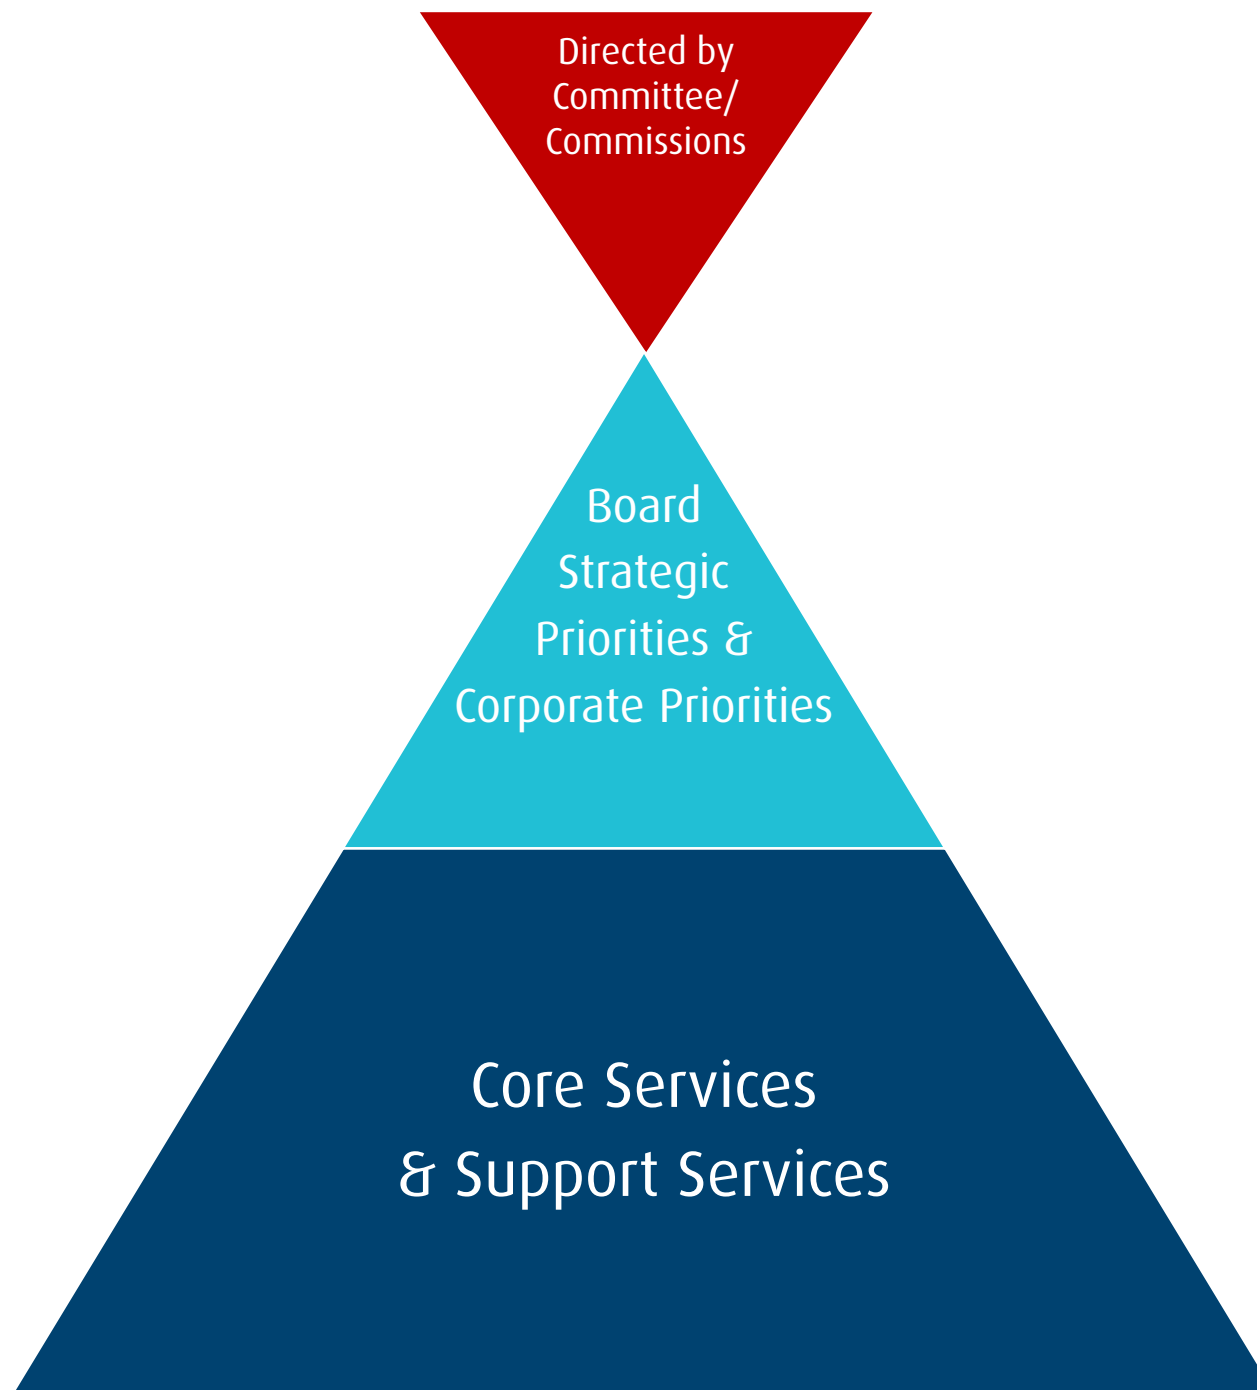 Directed by
Committee/
Commissions
Board
Strategic
Priorities &
Corporate Priorities
Core Services
& Support Services